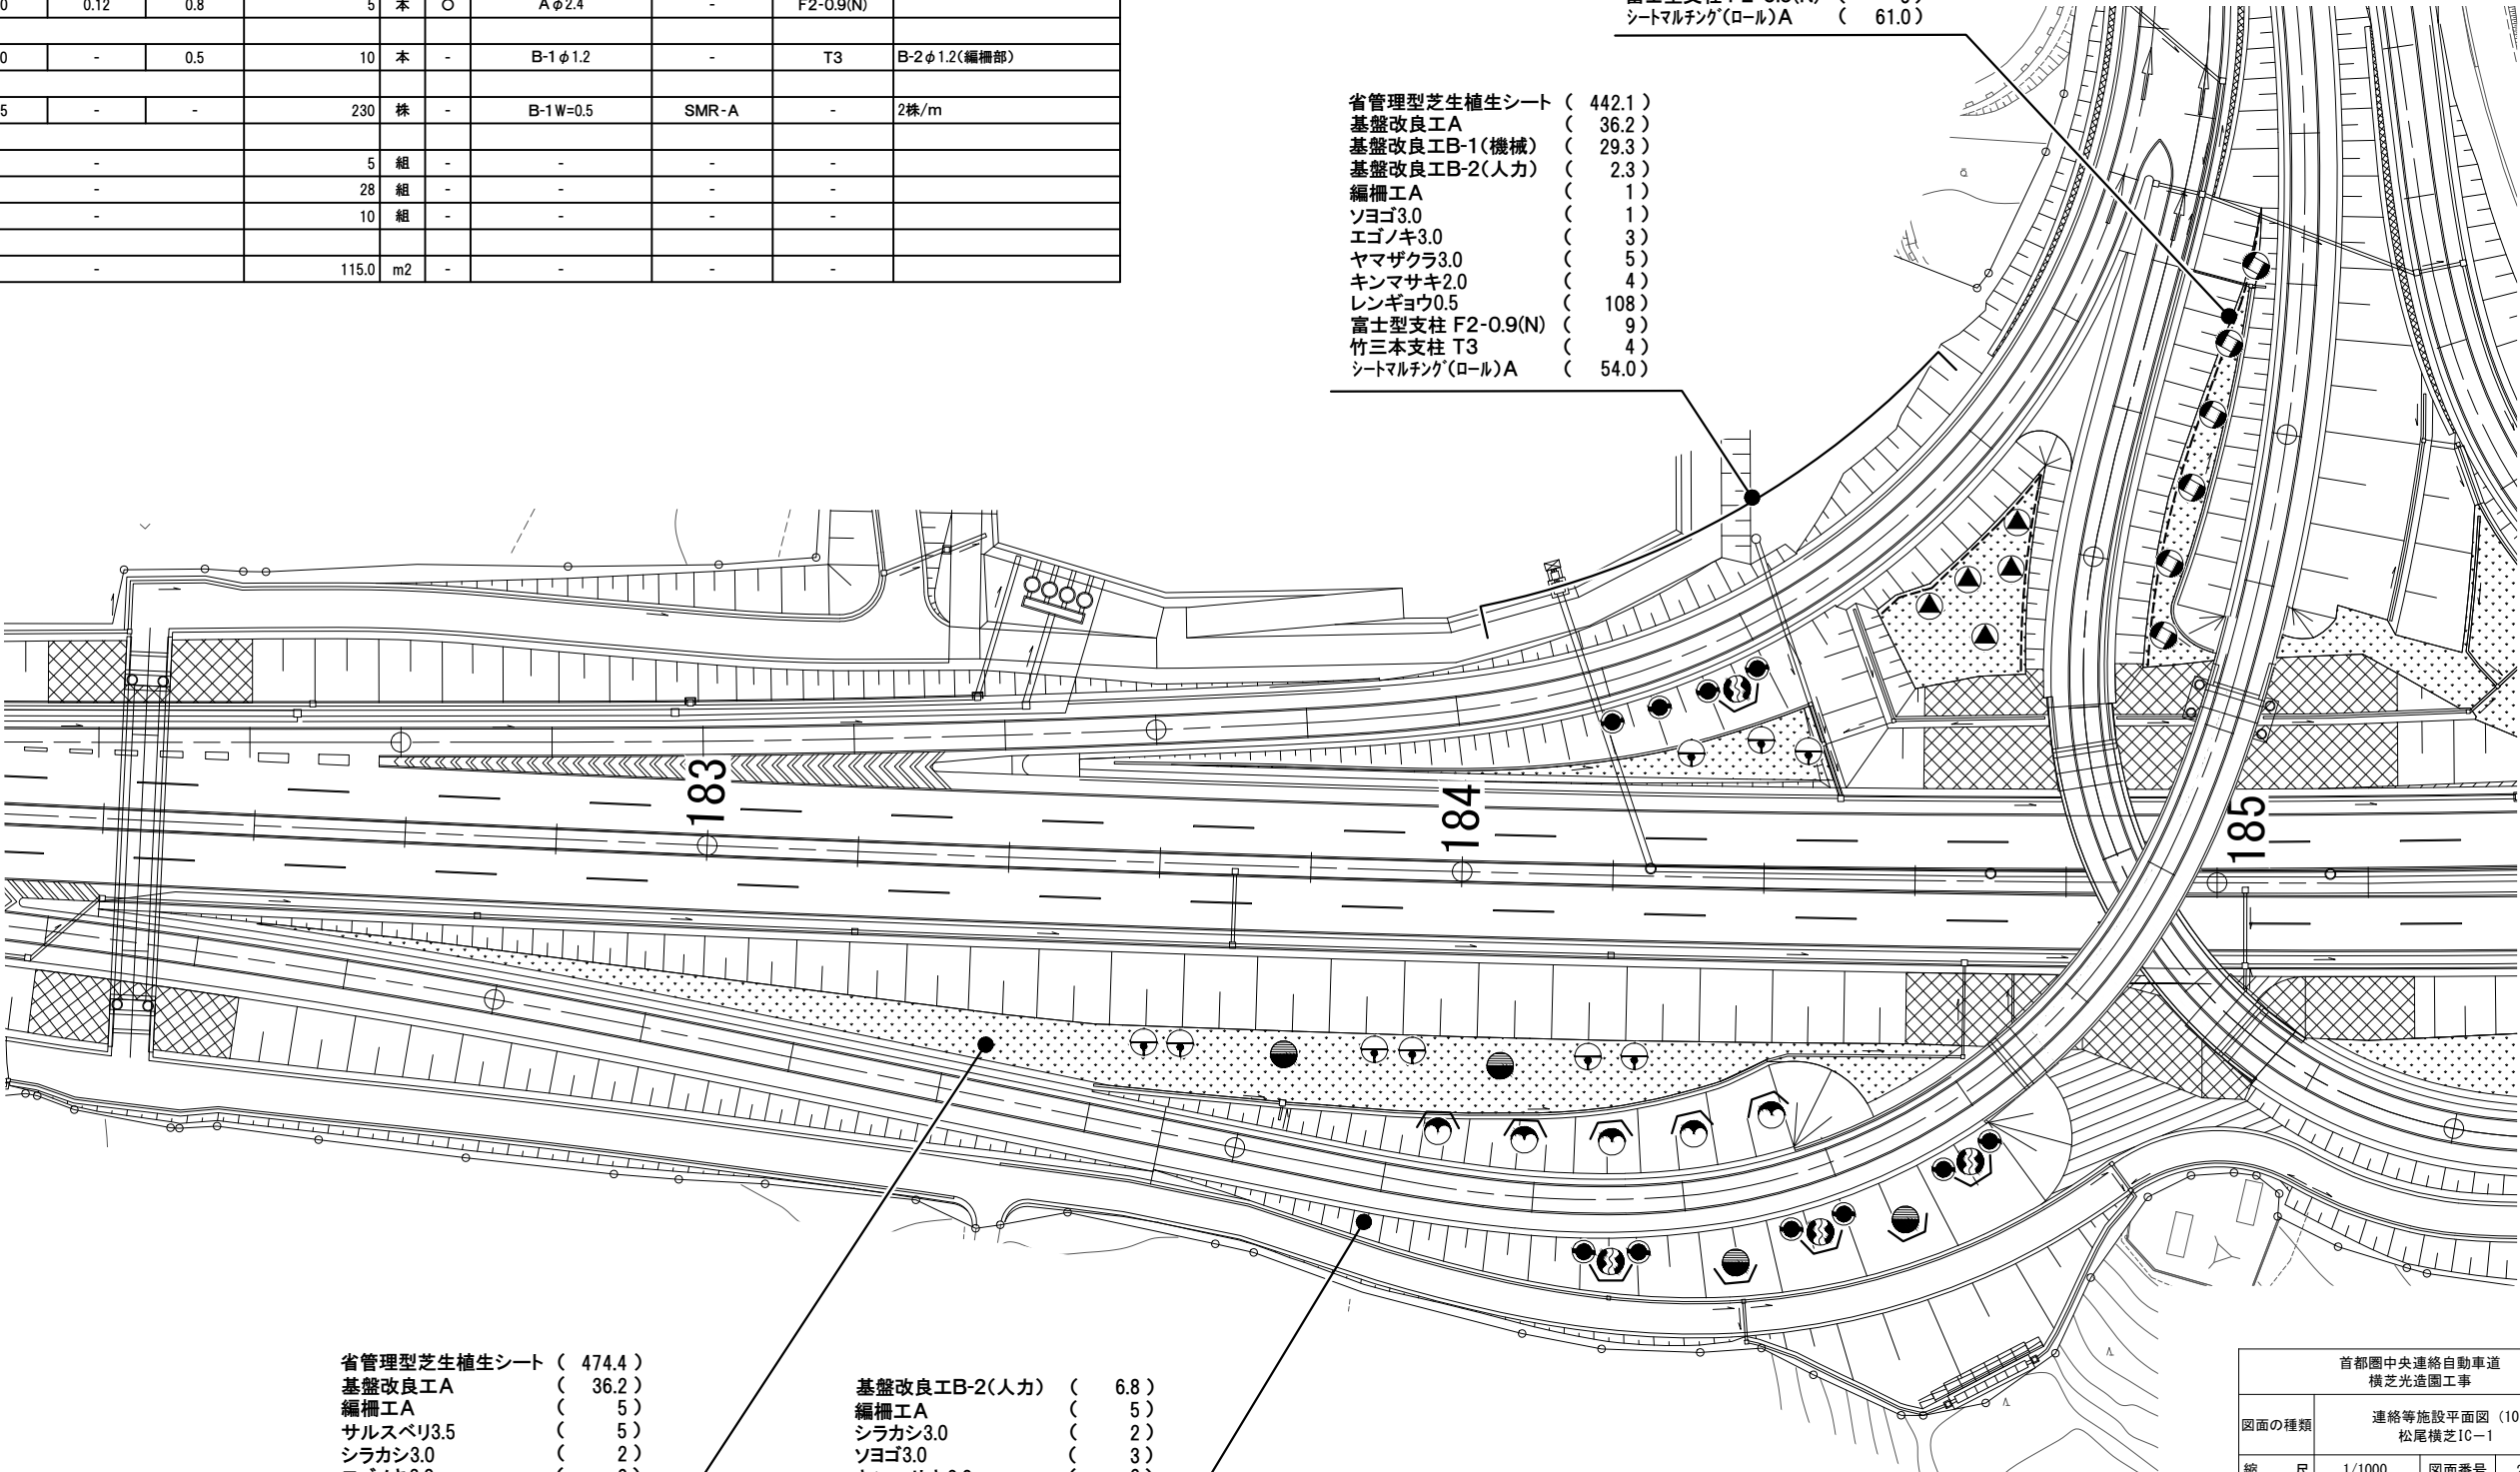 0 0.12 0.8 5 本 ○ Aφ2.4 - F2-0.9(N)
0 - 0.5 10 本 - B-1φ1.2 - T3 B-2φ1.2(編柵部)
5 - - 230 株 - B-1W=0.5 SMR-A - 2株/m
- 5 組 - - - -
- 28 組 - - - -
- 10 組 - - - -
- 115.0 m2 - - - -
シートマルチング(ロール)A ( 61.0 )
省管理型芝生植生シート ( 442.1 )
基盤改良工A ( 36.2 )
基盤改良工B-1(機械) ( 29.3 )
基盤改良工B-2(人力) ( 2.3 )
編柵工A ( 1 )
ソヨゴ3.0 ( 1 )
エゴノキ3.0 ( 3 )
ヤマザクラ3.0 ( 5 )
キンマサキ2.0 ( 4 )
レンギョウ0.5 ( 108 )
富士型支柱 F2-0.9(N) ( 9 )
竹三本支柱 T3 ( 4 )
シートマルチング(ロール)A ( 54.0 )
183
184
185
省管理型芝生植生シート ( 474.4 )
基盤改良工A ( 36.2 )
編柵工A ( 5 )
サルスベリ3.5 ( 5 )
シラカシ3.0 ( 2 )
基盤改良工B-2(人力) ( 6.8 )
編柵工A ( 5 )
シラカシ3.0 ( 2 )
ソヨゴ3.0 ( 3 )
首都圏中央連絡自動車道
横芝光造園工事
図面の種類 連絡等施設平面図 (10
松尾横芝IC－1
縮 尺 1/1000 図面番号